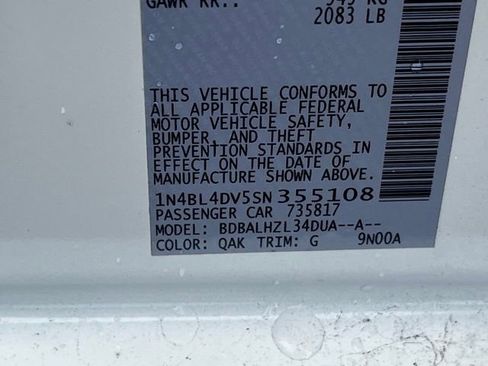 GAWR RR.: 945 KG
2083 LB
THIS VEHICLE CONFORMS TO
ALL APPLICABLE FEDERAL
MOTOR VEHICLE SAFETY,
BUMPER, AND THEFT
PREVENTION STANDARDS IN
EFFECT ON THE DATE OF
MANUFACTURE SHOWN ABOVE.
1N4BL4DV5SN355108
PASSENGER CAR 735817
MODEL: BDBALHZL34DUA--A--
COLOR: QAK TRIM: G 9N00A